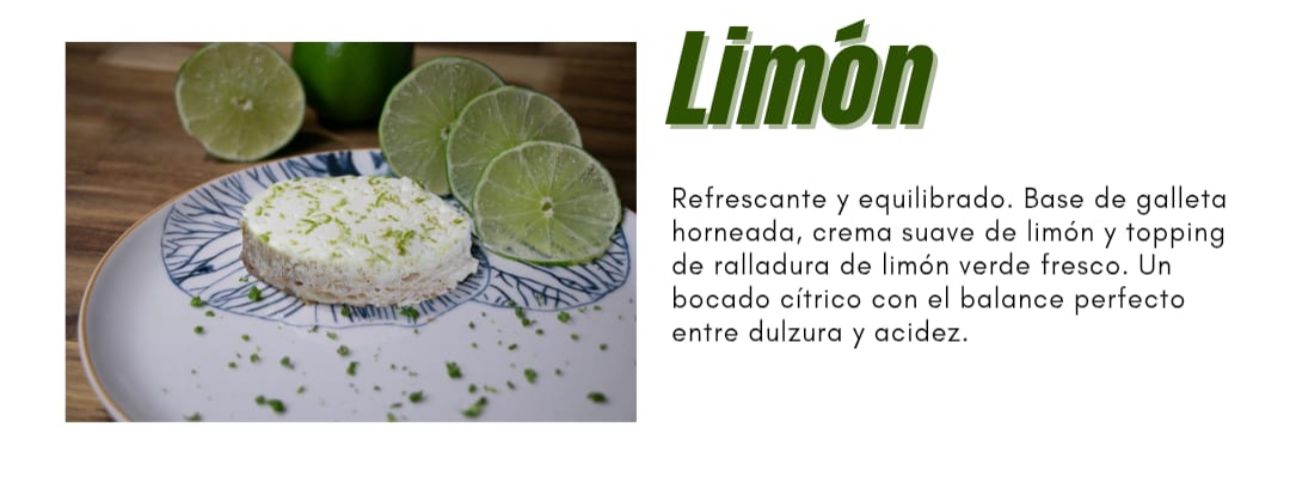 Limón
Refrescante y equilibrado. Base de galleta
horneada, crema suave de limón y topping
de ralladura de limón verde fresco. Un
bocado cítrico con el balance perfecto
entre dulzura y acidez.